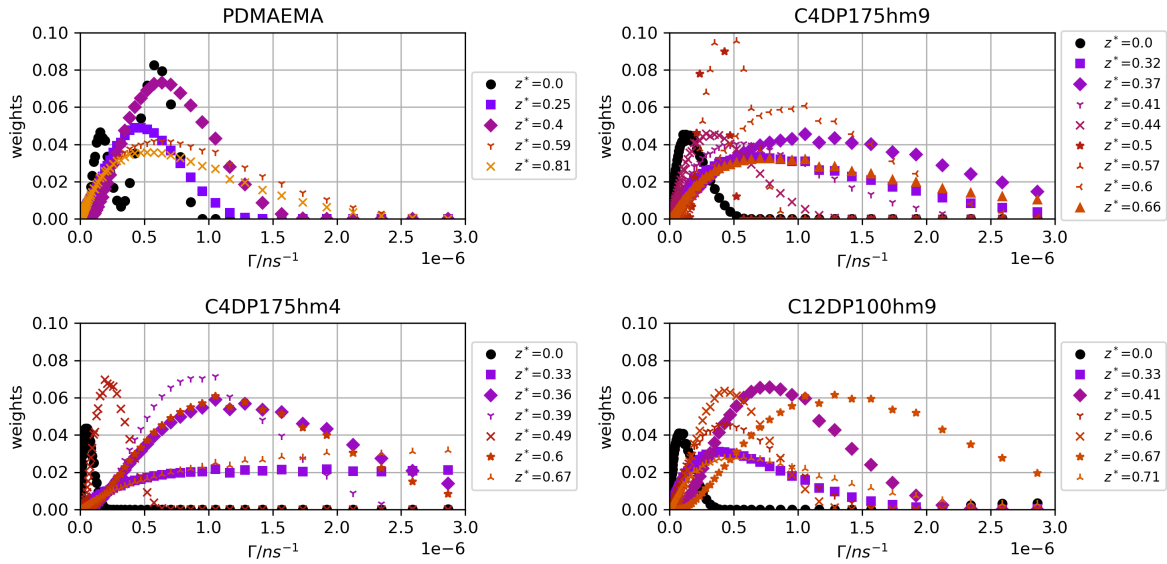 PDMAEMA
0.10
0.08
0.06
0.04
0.02
0.00
weights
0.0 0.5 1.0 1.5 2.0 2.5 3.0
Γ/ns⁻¹
1e−6
z*=0.0
z*=0.25
z*=0.4
z*=0.59
z*=0.81
C4DP175hm9
0.10
0.08
0.06
0.04
0.02
0.00
weights
0.0 0.5 1.0 1.5 2.0 2.5 3.0
Γ/ns⁻¹
1e−6
z*=0.0
z*=0.32
z*=0.37
z*=0.41
z*=0.44
z*=0.5
z*=0.57
z*=0.6
z*=0.66
C4DP175hm4
0.10
0.08
0.06
0.04
0.02
0.00
weights
0.0 0.5 1.0 1.5 2.0 2.5 3.0
Γ/ns⁻¹
1e−6
z*=0.0
z*=0.33
z*=0.36
z*=0.39
z*=0.49
z*=0.6
z*=0.67
C12DP100hm9
0.10
0.08
0.06
0.04
0.02
0.00
weights
0.0 0.5 1.0 1.5 2.0 2.5 3.0
Γ/ns⁻¹
1e−6
z*=0.0
z*=0.33
z*=0.41
z*=0.5
z*=0.6
z*=0.67
z*=0.71